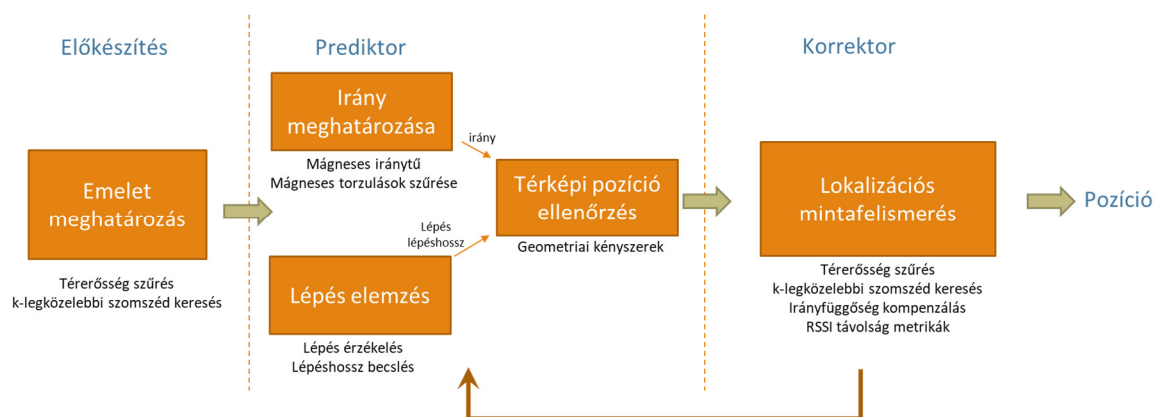 Előkészítés
Emelet
meghatározás
Térerősség szűrés
k-legközelebbi szomszéd keresés
Prediktor
Irány
meghatározása
Mágneses iránytű
Mágneses torzulások szűrése
irány
Lépés
lépéshossz
Lépés elemzés
Lépés érzékelés
Lépéshossz becslés
Térképi pozíció
ellenőrzés
Geometriai kényszerek
Korrektor
Lokalizációs
mintafelismerés
Térerősség szűrés
k-legközelebbi szomszéd keresés
Irányfüggőség kompenzálás
RSSI távolság metrikák
Pozíció